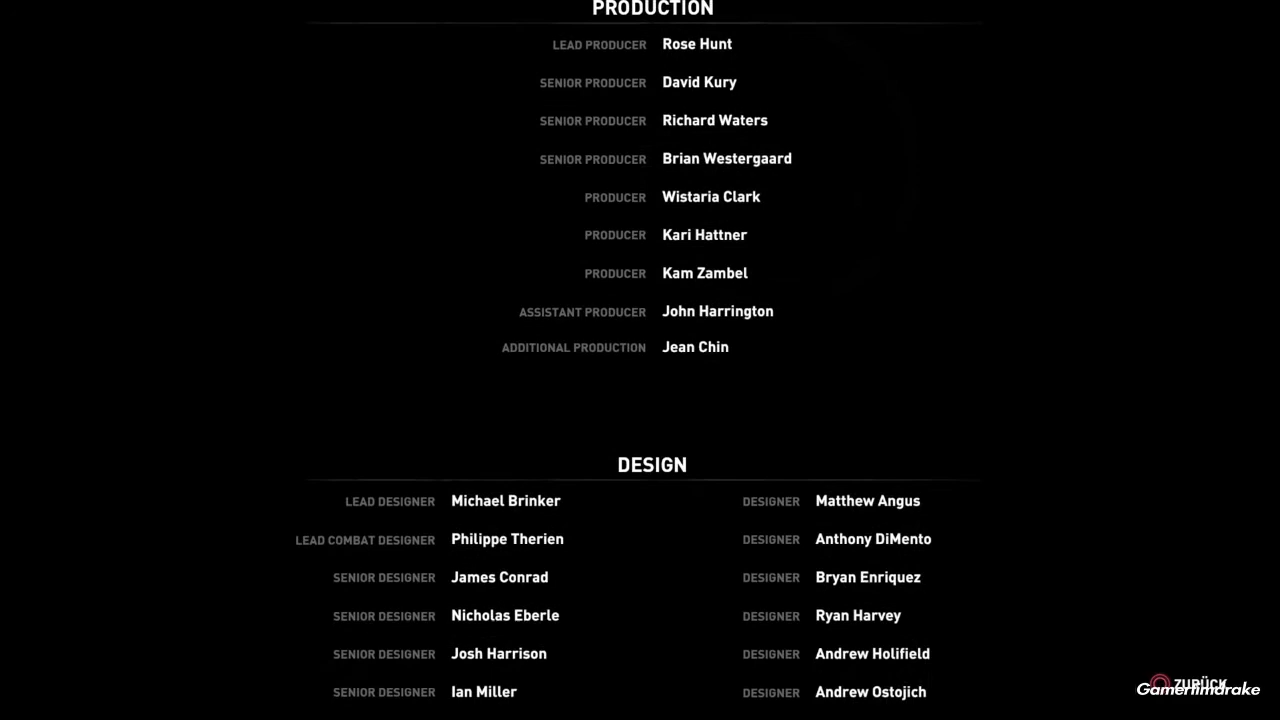 PRODUCTION
LEAD PRODUCER Rose Hunt
SENIOR PRODUCER David Kury
SENIOR PRODUCER Richard Waters
SENIOR PRODUCER Brian Westergaard
PRODUCER Wistaria Clark
PRODUCER Kari Hattner
PRODUCER Kam Zambel
ASSISTANT PRODUCER John Harrington
ADDITIONAL PRODUCTION Jean Chin
DESIGN
LEAD DESIGNER Michael Brinker
LEAD COMBAT DESIGNER Philippe Therien
SENIOR DESIGNER James Conrad
SENIOR DESIGNER Nicholas Eberle
SENIOR DESIGNER Josh Harrison
SENIOR DESIGNER Ian Miller
DESIGNER Matthew Angus
DESIGNER Anthony DiMento
DESIGNER Bryan Enriquez
DESIGNER Ryan Harvey
DESIGNER Andrew Holifield
DESIGNER Andrew Ostojich
ZURÜCK
Gamertimdrake